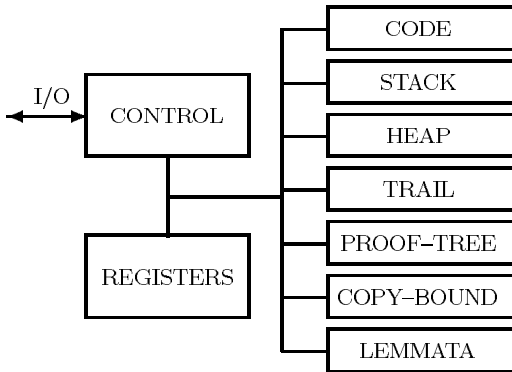 I/O
CONTROL
REGISTERS
CODE
STACK
HEAP
TRAIL
PROOF–TREE
COPY–BOUND
LEMMATA